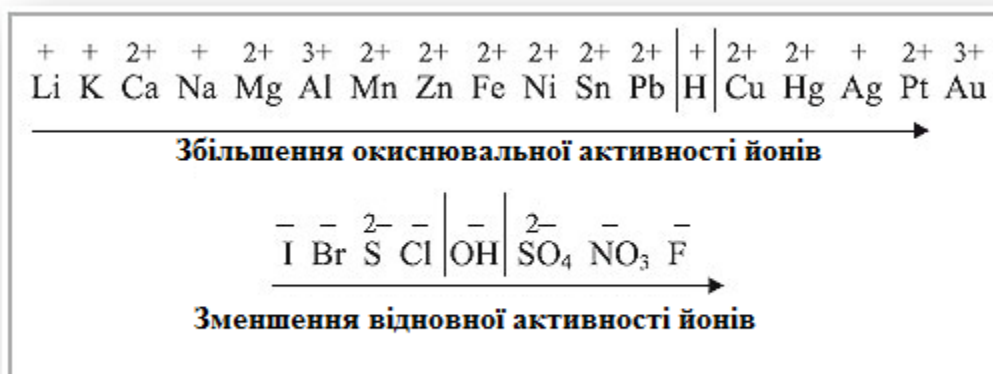 + + 2+ + 2+ 3+ 2+ 2+ 2+ 2+ 2+ 2+ + 2+ 2+ + 2+ 3+
Li K Ca Na Mg Al Mn Zn Fe Ni Sn Pb H Cu Hg Ag Pt Au
Збільшення окиснювальної активності йонів
– – 2– – – 2– – –
I Br S Cl OH SO₄ NO₃ F
Зменшення відновної активності йонів